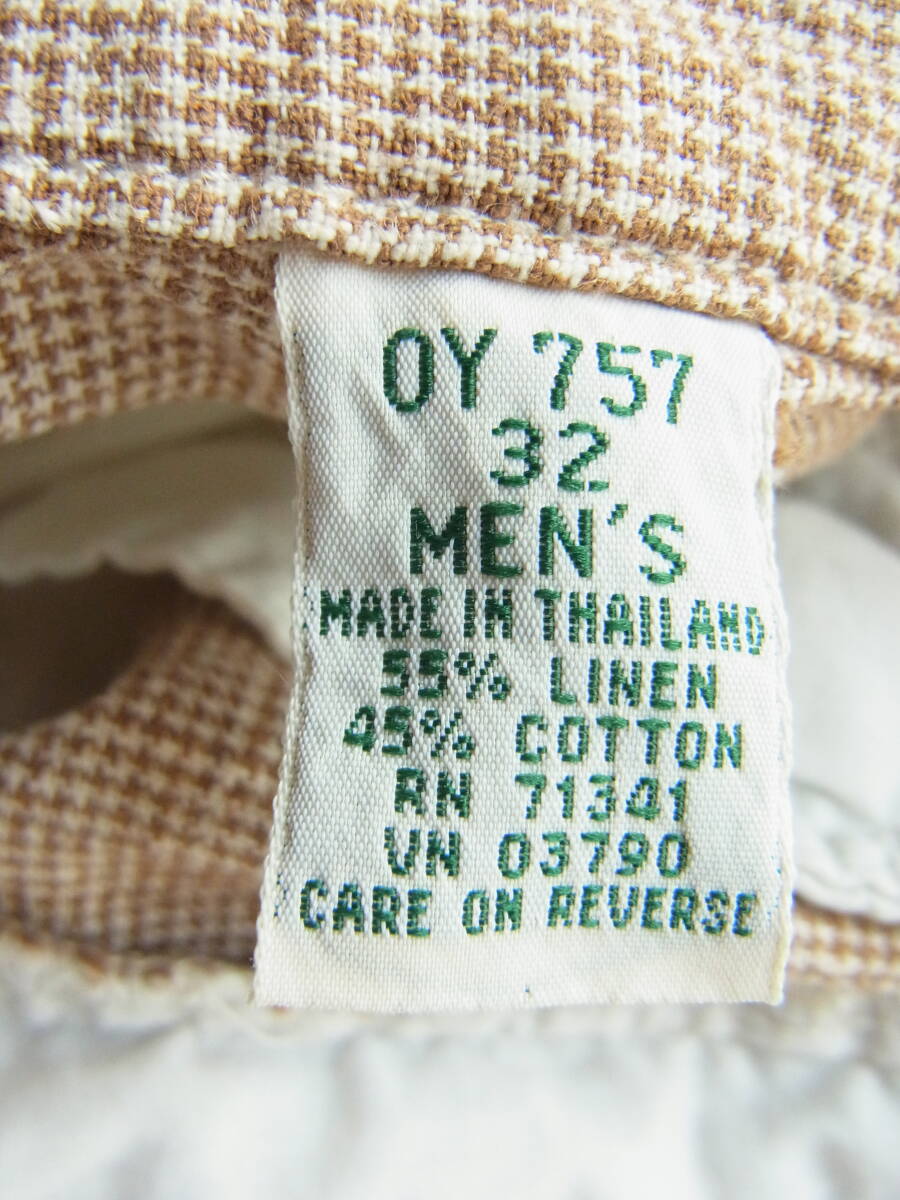 OY 757
32
MEN'S
MADE IN THAILAND
55% LINEN
45% COTTON
RN 71341
VN 03790
CARE ON REVERSE